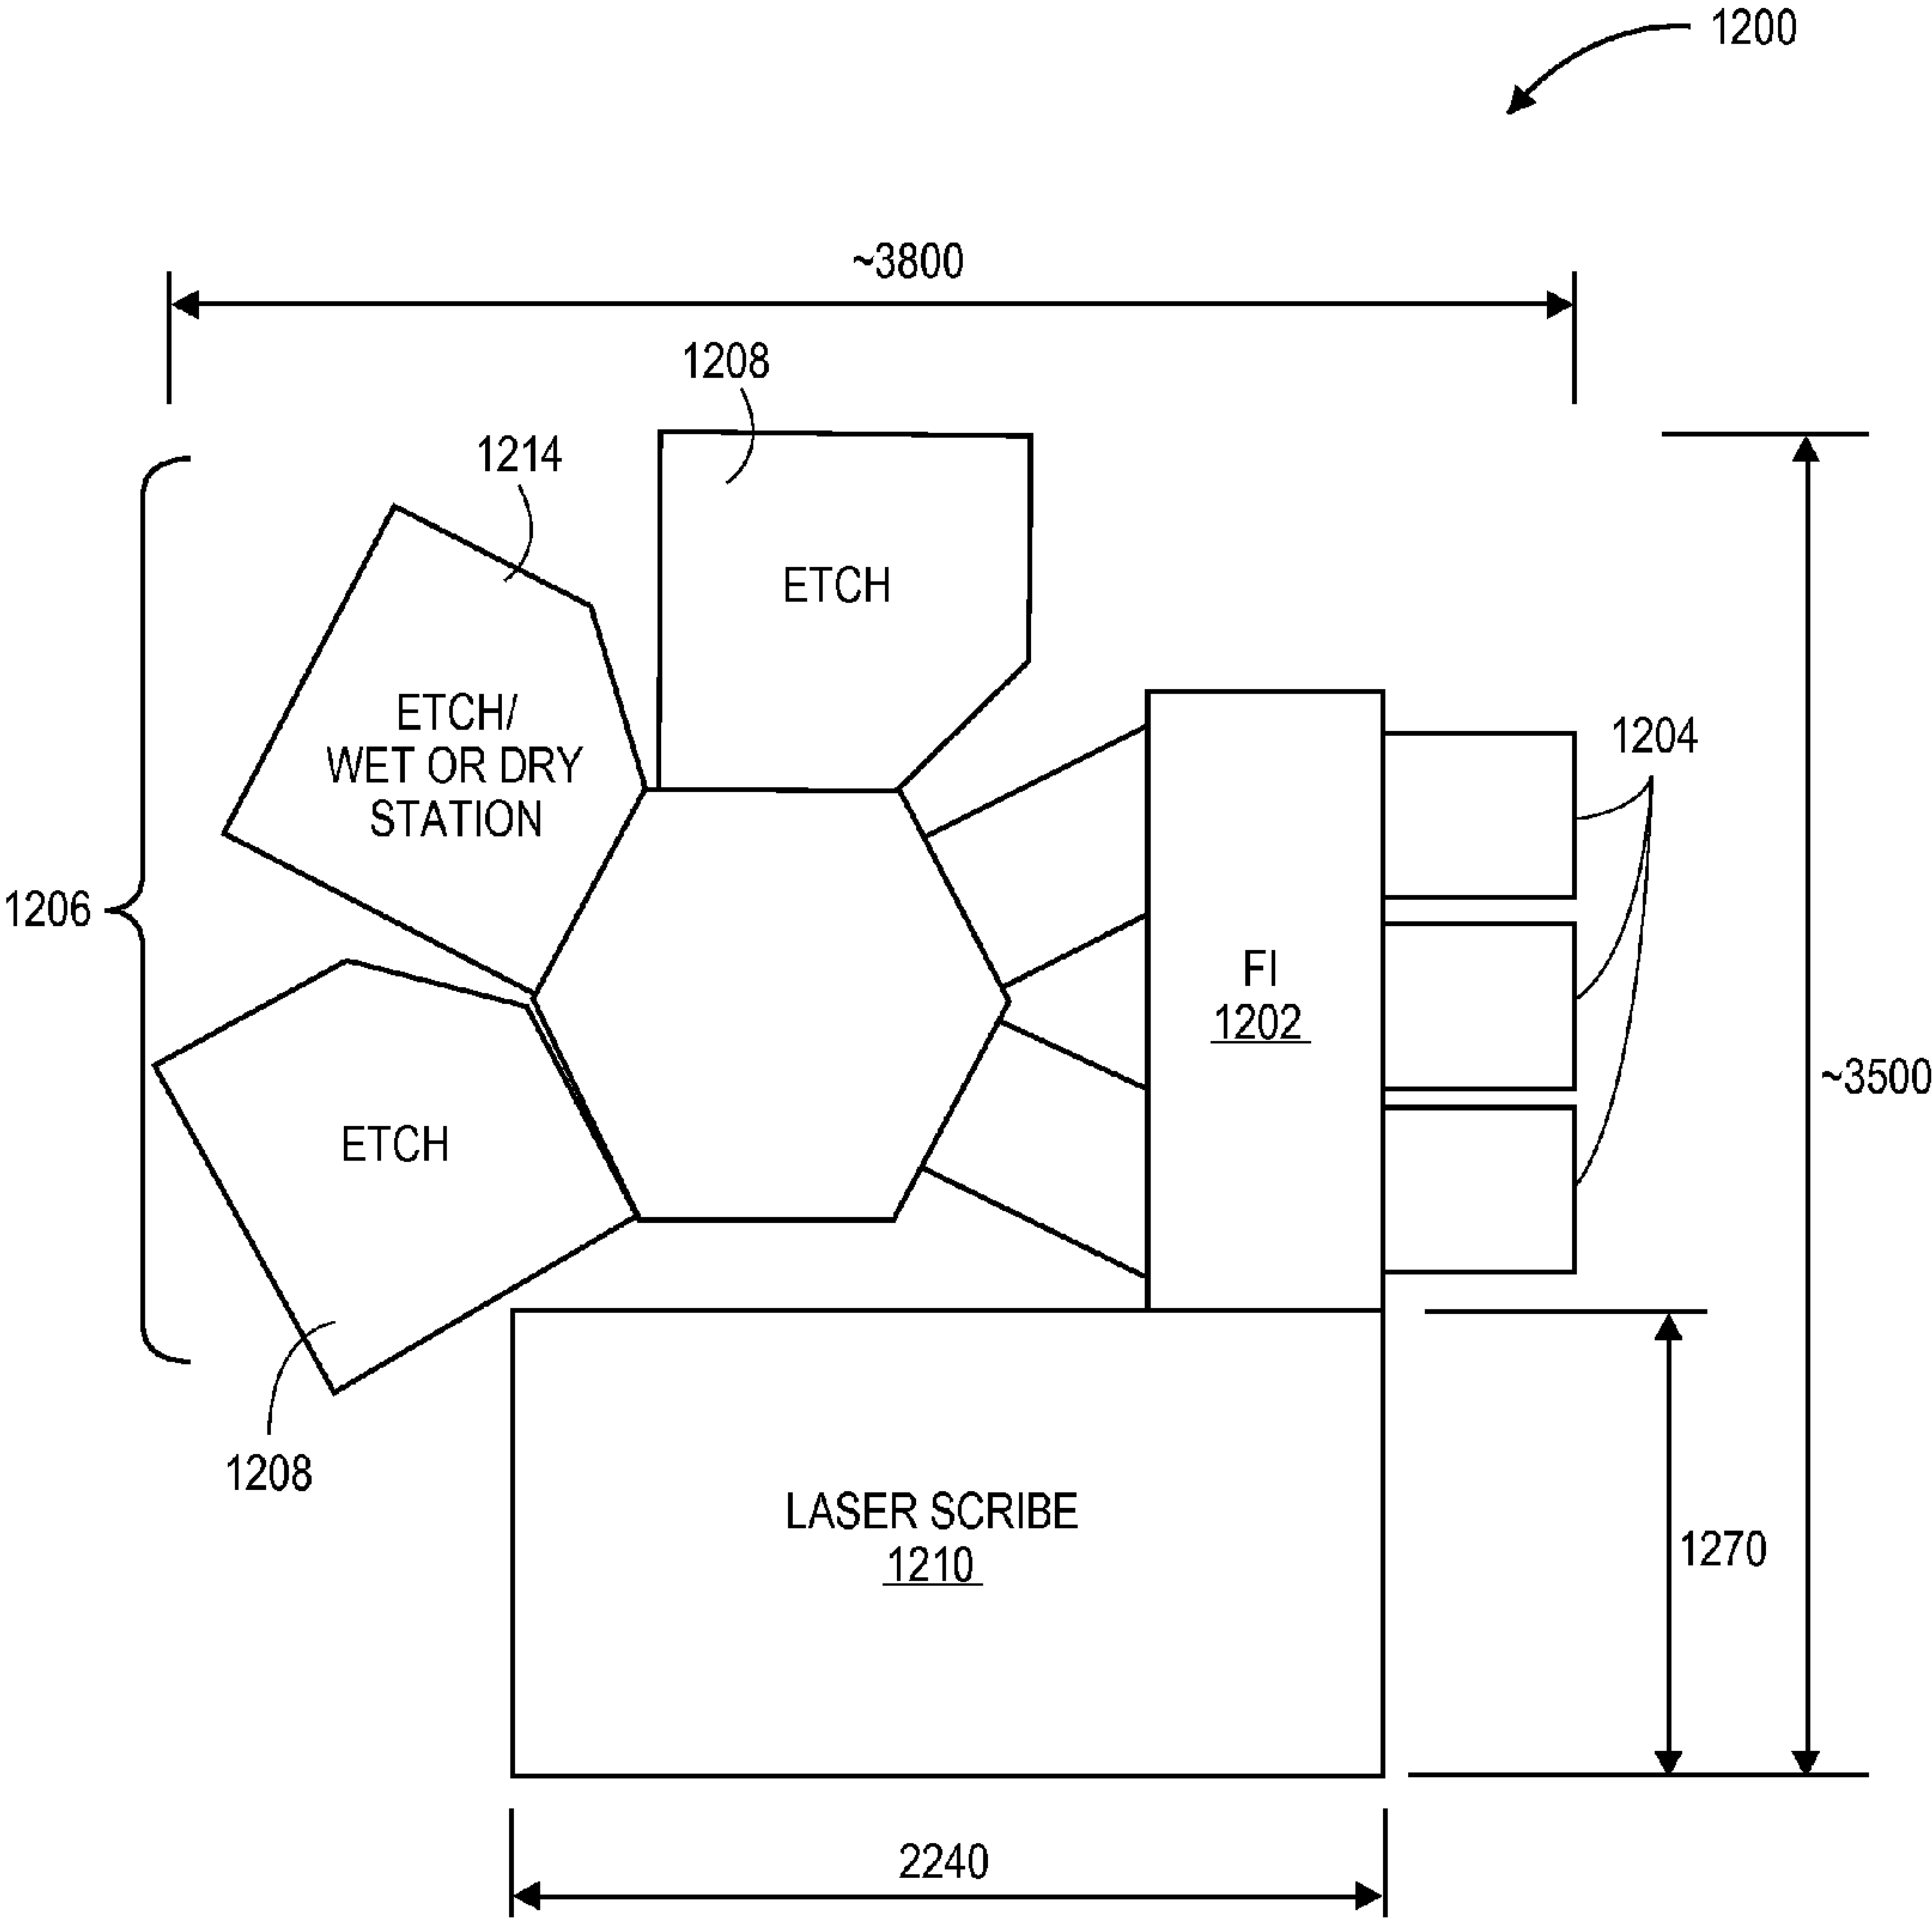 1200
~3800
1208
1214
ETCH
ETCH/
WET OR DRY
STATION
1204
1206
FI
1202
~3500
ETCH
1208
LASER SCRIBE
1210
1270
2240